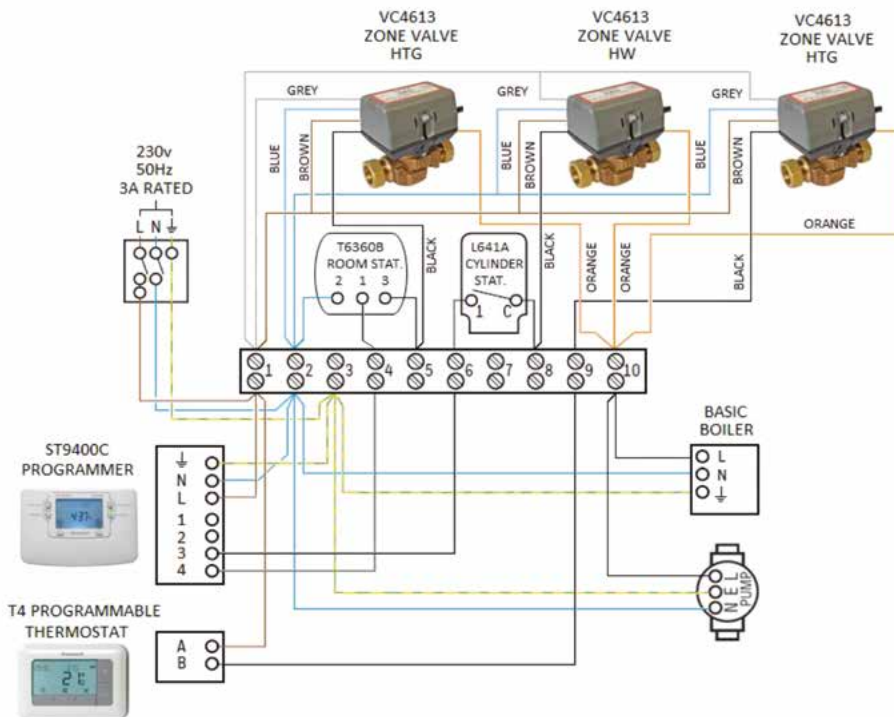 VC4613
ZONE VALVE
HTG
VC4613
ZONE VALVE
HW
VC4613
ZONE VALVE
HTG
GREY
GREY
GREY
BLUE
BROWN
BLUE
BROWN
BLUE
BROWN
230v
50Hz
3A RATED
L N
T6360B
ROOM STAT.
2 1 3
BLACK
L641A
CYLINDER
STAT.
1 C
BLACK
ORANGE
ORANGE
BLACK
ORANGE
1 2 3 4 5 6 7 8 9 10
ST9400C
PROGRAMMER
N
L
1
2
3
4
BASIC
BOILER
L
N
N E L
PUMP
T4 PROGRAMMABLE
THERMOSTAT
A
B